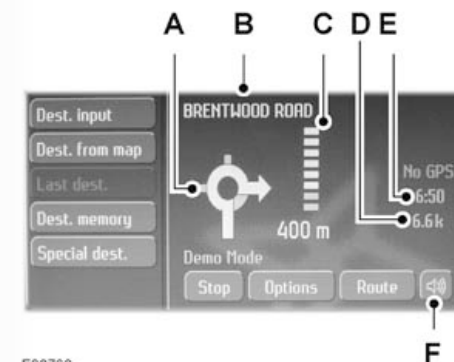 A B C D E
BRENTWOOD ROAD
Dest. input
Dest. from map
Last dest.
Dest. memory
Special dest.
No GPS
6:50
6.6k
400 m
Demo Mode
Stop Options Route
F